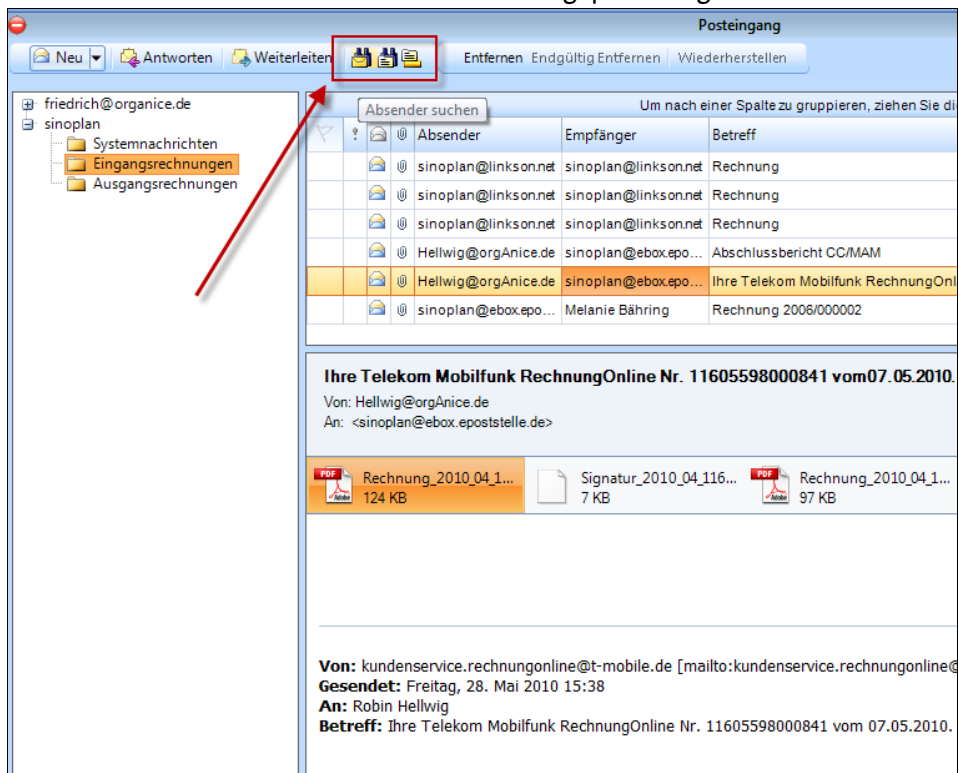 Posteingang
Neu Antworten Weiterleiten Entfernen Endgültig Entfernen Wiederherstellen
Absender suchen
friedrich@organice.de
sinoplan
Systemnachrichten
Eingangsrechnungen
Ausgangsrechnungen
Um nach einer Spalte zu gruppieren, ziehen Sie di
! Absender Empfänger Betreff
sinoplan@linkson.net sinoplan@linkson.net Rechnung
sinoplan@linkson.net sinoplan@linkson.net Rechnung
sinoplan@linkson.net sinoplan@linkson.net Rechnung
Hellwig@orgAnice.de sinoplan@ebox.epo... Abschlussbericht CC/MAM
Hellwig@orgAnice.de sinoplan@ebox.epo... Ihre Telekom Mobilfunk RechnungOnl
sinoplan@ebox.epo... Melanie Bähring Rechnung 2006/000002
Ihre Telekom Mobilfunk RechnungOnline Nr. 11605598000841 vom07.05.2010.
Von: Hellwig@orgAnice.de
An: <sinoplan@ebox.epoststelle.de>
PDF Adobe Rechnung_2010_04_1... 124 KB
Signatur_2010_04_116... 7 KB
PDF Adobe Rechnung_2010_04_1... 97 KB
Von: kundenservice.rechnungonline@t-mobile.de [mailto:kundenservice.rechnungonline@
Gesendet: Freitag, 28. Mai 2010 15:38
An: Robin Hellwig
Betreff: Ihre Telekom Mobilfunk RechnungOnline Nr. 11605598000841 vom 07.05.2010.